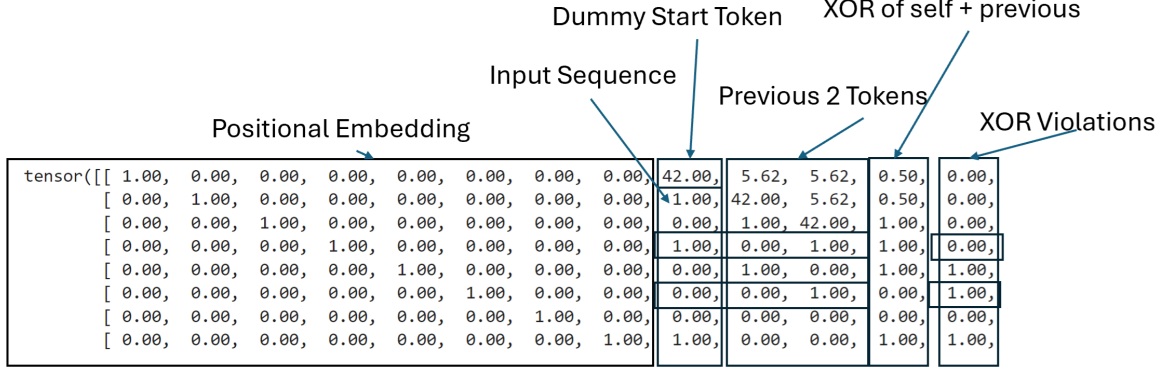 XOR of self + previous
Dummy Start Token
Input Sequence
Previous 2 Tokens
Positional Embedding
XOR Violations
tensor([[ 1.00, 0.00, 0.00, 0.00, 0.00, 0.00, 0.00, 0.00, 42.00, 5.62, 5.62, 0.50, 0.00,
[ 0.00, 1.00, 0.00, 0.00, 0.00, 0.00, 0.00, 0.00, 1.00, 42.00, 5.62, 0.50, 0.00,
[ 0.00, 0.00, 1.00, 0.00, 0.00, 0.00, 0.00, 0.00, 0.00, 1.00, 42.00, 1.00, 0.00,
[ 0.00, 0.00, 0.00, 1.00, 0.00, 0.00, 0.00, 0.00, 1.00, 0.00, 1.00, 1.00, 0.00,
[ 0.00, 0.00, 0.00, 0.00, 1.00, 0.00, 0.00, 0.00, 0.00, 1.00, 0.00, 1.00, 1.00,
[ 0.00, 0.00, 0.00, 0.00, 0.00, 1.00, 0.00, 0.00, 0.00, 0.00, 1.00, 0.00, 1.00,
[ 0.00, 0.00, 0.00, 0.00, 0.00, 0.00, 1.00, 0.00, 0.00, 0.00, 0.00, 0.00, 0.00,
[ 0.00, 0.00, 0.00, 0.00, 0.00, 0.00, 0.00, 1.00, 1.00, 0.00, 0.00, 1.00, 1.00,